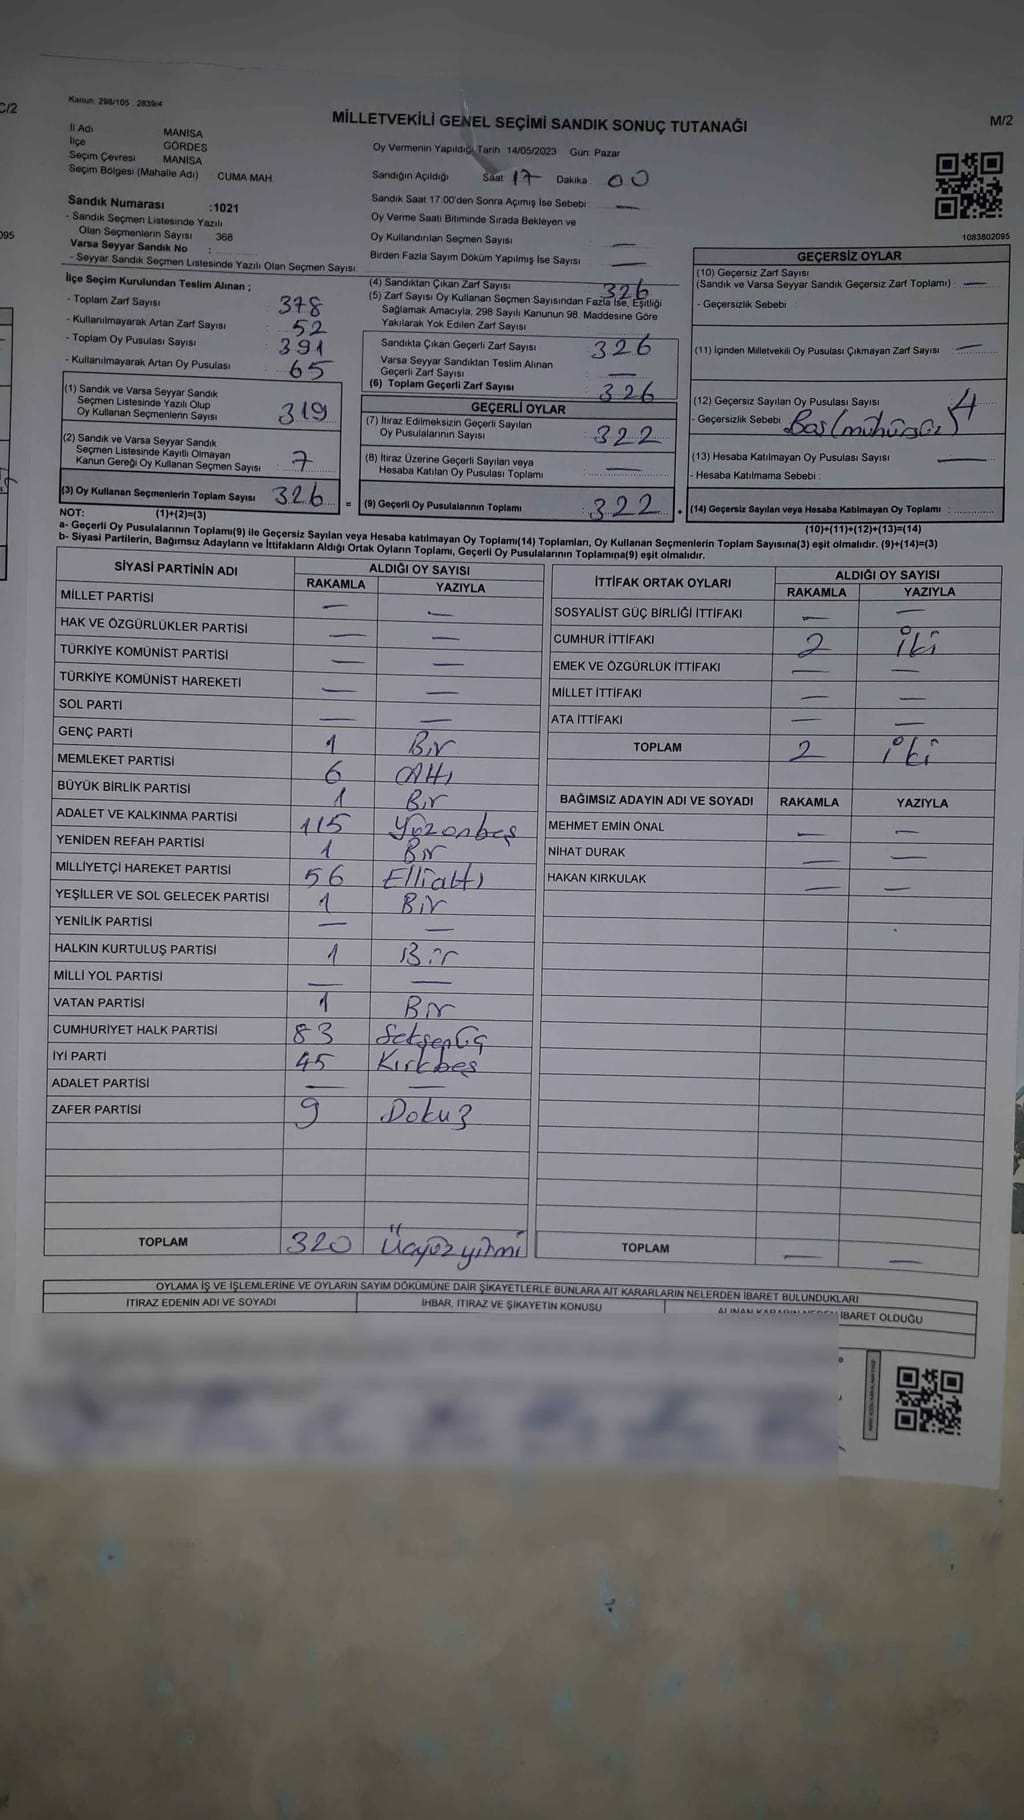 C/2
095
Kanun: 298/105 , 2839/4
MİLLETVEKİLİ GENEL SEÇİMİ SANDIK SONUÇ TUTANAĞI
M/2
İl Adı MANİSA
İlçe GÖRDES
Seçim Çevresi MANİSA
Seçim Bölgesi (Mahalle Adı) CUMA MAH.
Sandık Numarası :1021
- Sandık Seçmen Listesinde Yazılı
Olan Seçmenlerin Sayısı 368
Varsa Seyyar Sandık No :
- Seyyar Sandık Seçmen Listesinde Yazılı Olan Seçmen Sayısı:
Oy Vermenin Yapıldığı Tarih 14/05/2023 Gün: Pazar
Sandığın Açıldığı Saat 17 Dakika 00
Sandık Saat 17:00'den Sonra Açılmış İse Sebebi —
Oy Verme Saati Bitiminde Sırada Bekleyen ve
Oy Kullandırılan Seçmen Sayısı —
Birden Fazla Sayım Döküm Yapılmış İse Sayısı —
1083802095
İlçe Seçim Kurulundan Teslim Alınan ;
- Toplam Zarf Sayısı : 378
- Kullanılmayarak Artan Zarf Sayısı : 52
- Toplam Oy Pusulası Sayısı : 391
- Kullanılmayarak Artan Oy Pusulası : 65
(1) Sandık ve Varsa Seyyar Sandık
Seçmen Listesinde Yazılı Olup
Oy Kullanan Seçmenlerin Sayısı : 319
(2) Sandık ve Varsa Seyyar Sandık
Seçmen Listesinde Kayıtlı Olmayan
Kanun Gereği Oy Kullanan Seçmen Sayısı : 7
(3) Oy Kullanan Seçmenlerin Toplam Sayısı : 326
(4) Sandıktan Çıkan Zarf Sayısı : 326
(5) Zarf Sayısı Oy Kullanan Seçmen Sayısından Fazla İse, Eşitliği
Sağlamak Amacıyla, 298 Sayılı Kanunun 98. Maddesine Göre
Yakılarak Yok Edilen Zarf Sayısı :
Sandıkta Çıkan Geçerli Zarf Sayısı : 326
Varsa Seyyar Sandıktan Teslim Alınan
Geçerli Zarf Sayısı : —
(6) Toplam Geçerli Zarf Sayısı : 326
GEÇERLİ OYLAR
(7) İtiraz Edilmeksizin Geçerli Sayılan
Oy Pusulalarının Sayısı : 322
(8) İtiraz Üzerine Geçerli Sayılan veya
Hesaba Katılan Oy Pusulası Toplamı : —
= (9) Geçerli Oy Pusulalarının Toplamı : 322
GEÇERSİZ OYLAR
(10) Geçersiz Zarf Sayısı
(Sandık ve Varsa Seyyar Sandık Geçersiz Zarf Toplamı) : —
- Geçersizlik Sebebi :
(11) İçinden Milletvekili Oy Pusulası Çıkmayan Zarf Sayısı : —
(12) Geçersiz Sayılan Oy Pusulası Sayısı : 4
- Geçersizlik Sebebi
(13) Hesaba Katılmayan Oy Pusulası Sayısı : —
- Hesaba Katılmama Sebebi :
(14) Geçersiz Sayılan veya Hesaba Katılmayan Oy Toplamı :
NOT: (1)+(2)=(3)
(10)+(11)+(12)+(13)=(14)
a- Geçerli Oy Pusulalarının Toplamı(9) ile Geçersiz Sayılan veya Hesaba katılmayan Oy Toplamı(14) Toplamları, Oy Kullanan Seçmenlerin Toplam Sayısına(3) eşit olmalıdır. (9)+(14)=(3)
b- Siyasi Partilerin, Bağımsız Adayların ve İttifakların Aldığı Ortak Oyların Toplamı, Geçerli Oy Pusulalarının Toplamına(9) eşit olmalıdır.
SİYASİ PARTİNİN ADI ALDIĞI OY SAYISI
RAKAMLA YAZIYLA
MİLLET PARTİSİ — —
HAK VE ÖZGÜRLÜKLER PARTİSİ — —
TÜRKİYE KOMÜNİST PARTİSİ — —
TÜRKİYE KOMÜNİST HAREKETİ — —
SOL PARTİ — —
GENÇ PARTİ 1 Bir
MEMLEKET PARTİSİ 6 Altı
BÜYÜK BİRLİK PARTİSİ 1 Bir
ADALET VE KALKINMA PARTİSİ 115 Yüzonbeş
YENİDEN REFAH PARTİSİ 1 Bir
MİLLİYETÇİ HAREKET PARTİSİ 56 Ellialtı
YEŞİLLER VE SOL GELECEK PARTİSİ 1 Bir
YENİLİK PARTİSİ — —
HALKIN KURTULUŞ PARTİSİ 1 Bir
MİLLİ YOL PARTİSİ — —
VATAN PARTİSİ 1 Bir
CUMHURİYET HALK PARTİSİ 83 Seksenüç
İYİ PARTİ 45 Kırkbeş
ADALET PARTİSİ — —
ZAFER PARTİSİ 9 Dokuz
TOPLAM 320 Üçyüzyirmi
İTTİFAK ORTAK OYLARI ALDIĞI OY SAYISI
RAKAMLA YAZIYLA
SOSYALİST GÜÇ BİRLİĞİ İTTİFAKI — —
CUMHUR İTTİFAKI 2 iki
EMEK VE ÖZGÜRLÜK İTTİFAKI — —
MİLLET İTTİFAKI — —
ATA İTTİFAKI — —
TOPLAM 2 iki
BAĞIMSIZ ADAYIN ADI VE SOYADI RAKAMLA YAZIYLA
MEHMET EMİN ÖNAL — —
NİHAT DURAK — —
HAKAN KIRKULAK — —
TOPLAM — —
OYLAMA İŞ VE İŞLEMLERİNE VE OYLARIN SAYIM DÖKÜMÜNE DAİR ŞİKAYETLERLE BUNLARA AİT KARARLARIN NELERDEN İBARET BULUNDUKLARI
İTİRAZ EDENİN ADI VE SOYADI İHBAR, İTİRAZ VE ŞİKAYETİN KONUSU ALINAN KARARIN NEDEN İBARET OLDUĞU